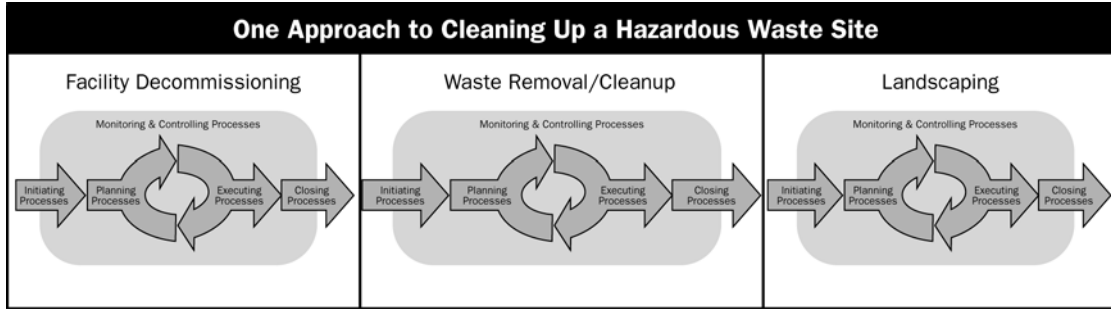 One Approach to Cleaning Up a Hazardous Waste Site
Facility Decommissioning
Monitoring & Controlling Processes
Initiating
Processes
Planning
Processes
Executing
Processes
Closing
Processes
Waste Removal/Cleanup
Monitoring & Controlling Processes
Initiating
Processes
Planning
Processes
Executing
Processes
Closing
Processes
Landscaping
Monitoring & Controlling Processes
Initiating
Processes
Planning
Processes
Executing
Processes
Closing
Processes